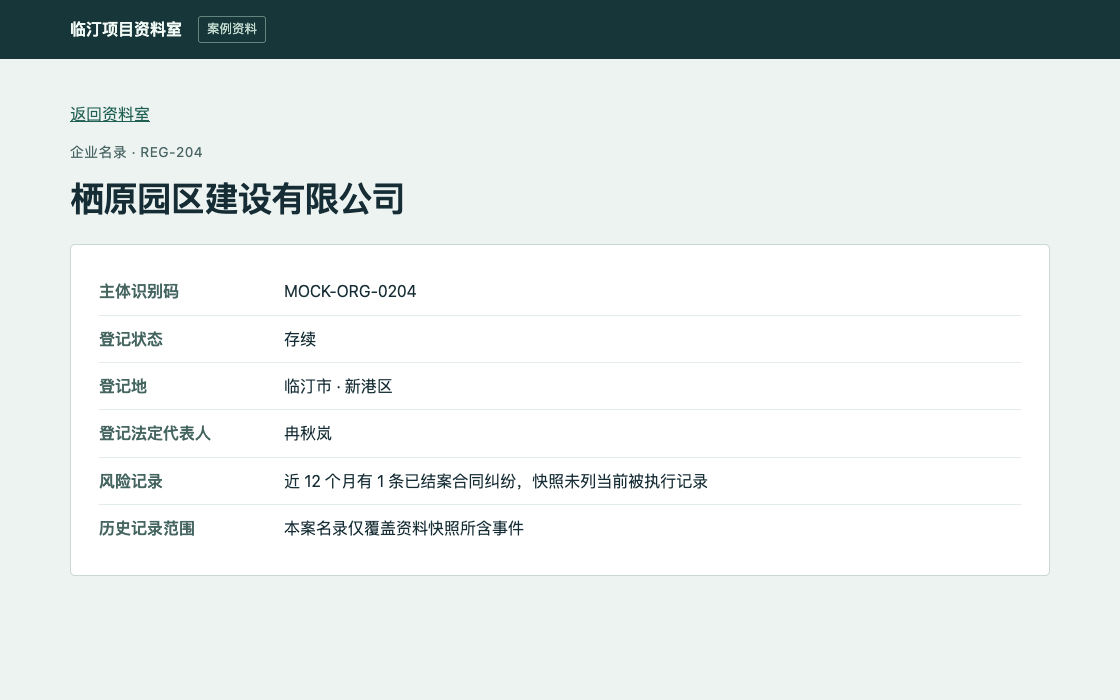 临汀项目资料室 案例资料
返回资料室
企业名录 · REG-204
栖原园区建设有限公司
主体识别码 MOCK-ORG-0204
登记状态 存续
登记地 临汀市 · 新港区
登记法定代表人 冉秋岚
风险记录 近 12 个月有 1 条已结案合同纠纷，快照未列当前被执行记录
历史记录范围 本案名录仅覆盖资料快照所含事件